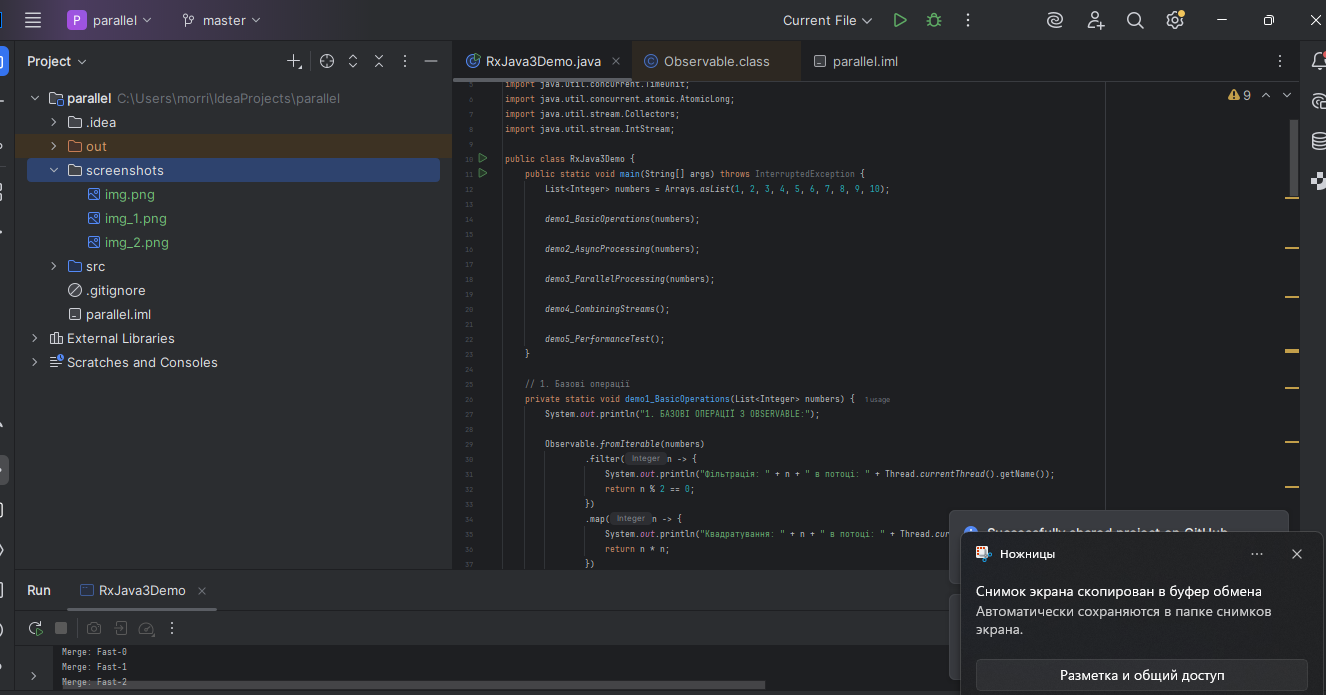 P parallel
master
Current File
Project
RxJava3Demo.java
Observable.class
parallel.iml
parallel C:\Users\morri\IdeaProjects\parallel
.idea
out
screenshots
img.png
img_1.png
img_2.png
src
.gitignore
parallel.iml
External Libraries
Scratches and Consoles
9
5 import java.util.concurrent.TimeUnit;
6 import java.util.concurrent.atomic.AtomicLong;
7 import java.util.stream.Collectors;
8 import java.util.stream.IntStream;
9
10 public class RxJava3Demo {
11 public static void main(String[] args) throws InterruptedException {
12 List<Integer> numbers = Arrays.asList(1, 2, 3, 4, 5, 6, 7, 8, 9, 10);
13
14 demo1_BasicOperations(numbers);
15
16 demo2_AsyncProcessing(numbers);
17
18 demo3_ParallelProcessing(numbers);
19
20 demo4_CombiningStreams();
21
22 demo5_PerformanceTest();
23 }
24
25 // 1. Базові операції
26 private static void demo1_BasicOperations(List<Integer> numbers) { 1 usage
27 System.out.println("1. БАЗОВІ ОПЕРАЦІЇ З OBSERVABLE:");
28
29 Observable.fromIterable(numbers)
30 .filter( Integer n -> {
31 System.out.println("Фільтрація: " + n + " в потоці: " + Thread.currentThread().getName());
32 return n % 2 == 0;
33 })
34 .map( Integer n -> {
35 System.out.println("Квадратування: " + n + " в потоці: " + Thread.cur
36 return n * n;
37 })
Successfully shared project on GitHub
Ножницы
Снимок экрана скопирован в буфер обмена
Автоматически сохраняются в папке снимков
экрана.
Разметка и общий доступ
Run
RxJava3Demo
Merge: Fast-0
Merge: Fast-1
Merge: Fast-2